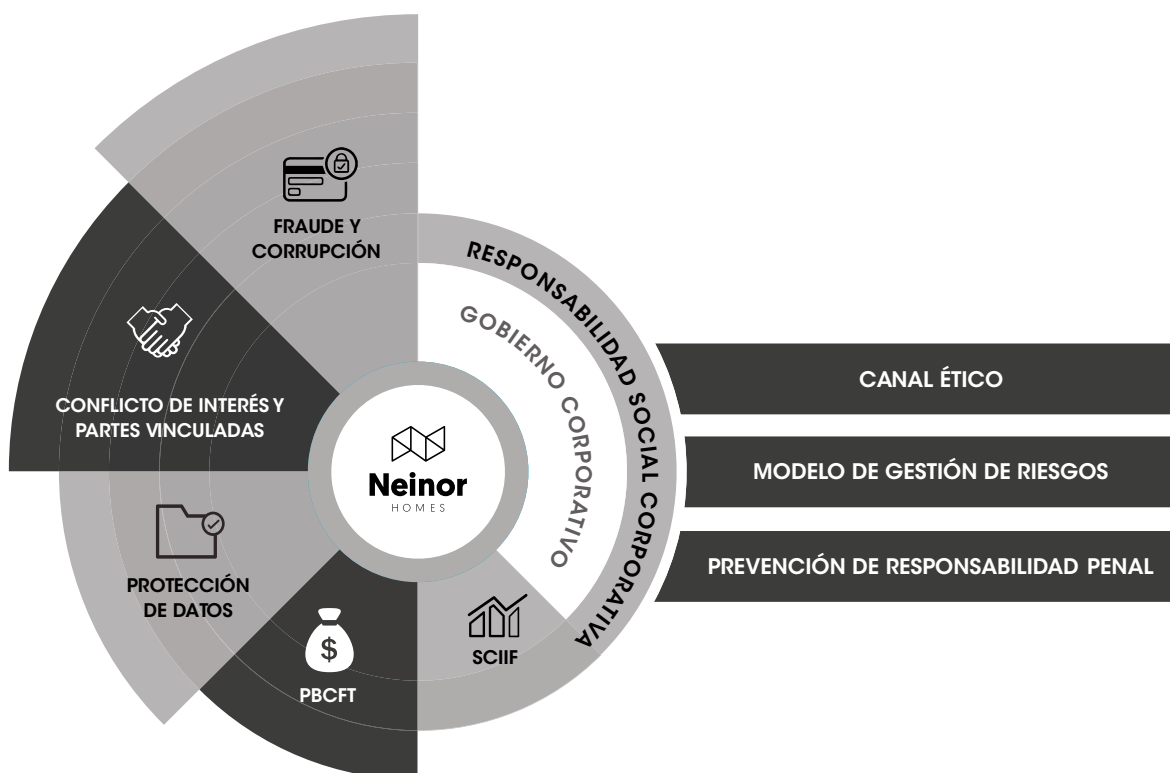 FRAUDE Y
CORRUPCIÓN
CONFLICTO DE INTERÉS Y
PARTES VINCULADAS
PROTECCIÓN
DE DATOS
$
PBCFT
SCIIF
Neinor
HOMES
GOBIERNO CORPORATIVO
RESPONSABILIDAD SOCIAL CORPORATIVA
CANAL ÉTICO
MODELO DE GESTIÓN DE RIESGOS
PREVENCIÓN DE RESPONSABILIDAD PENAL